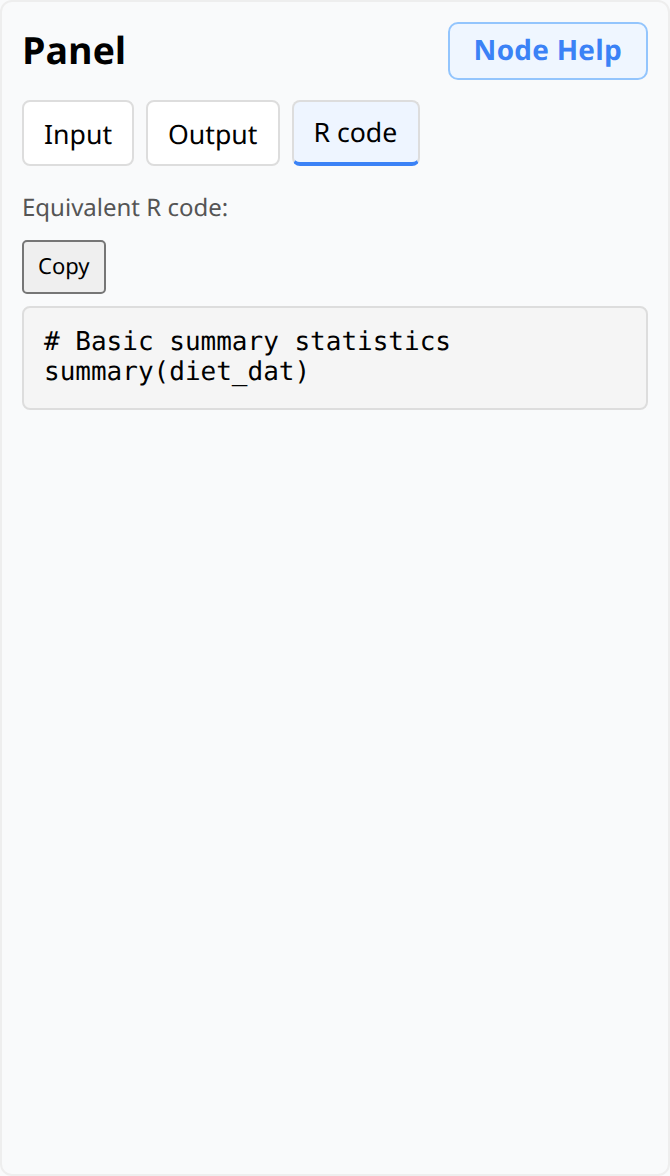 Panel
Node Help
Input
Output
R code
Equivalent R code:
Copy
# Basic summary statistics
summary(diet_dat)